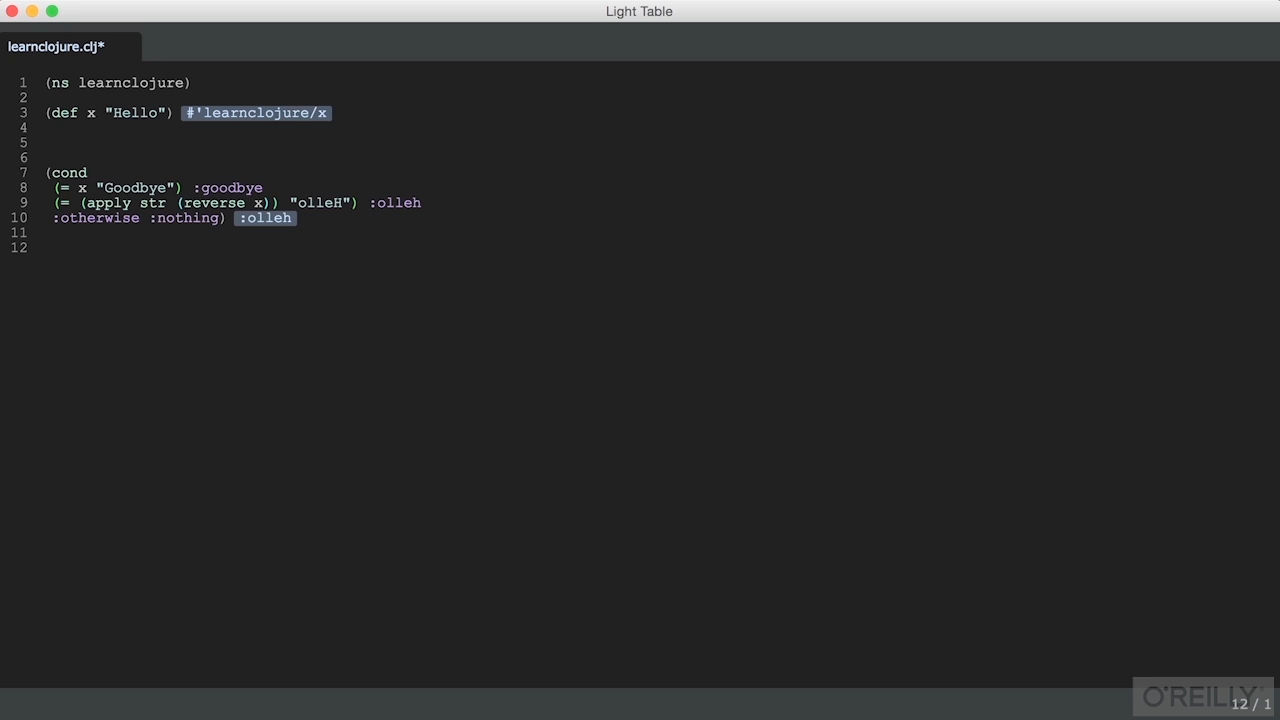 Light Table
learnclojure.clj*
1 (ns learnclojure)
2
3 (def x "Hello") #'learnclojure/x
4
5
6
7 (cond
8 (= x "Goodbye") :goodbye
9 (= (apply str (reverse x)) "olleH") :olleh
10 :otherwise :nothing) :olleh
11
12
O'REILLY
12 / 1